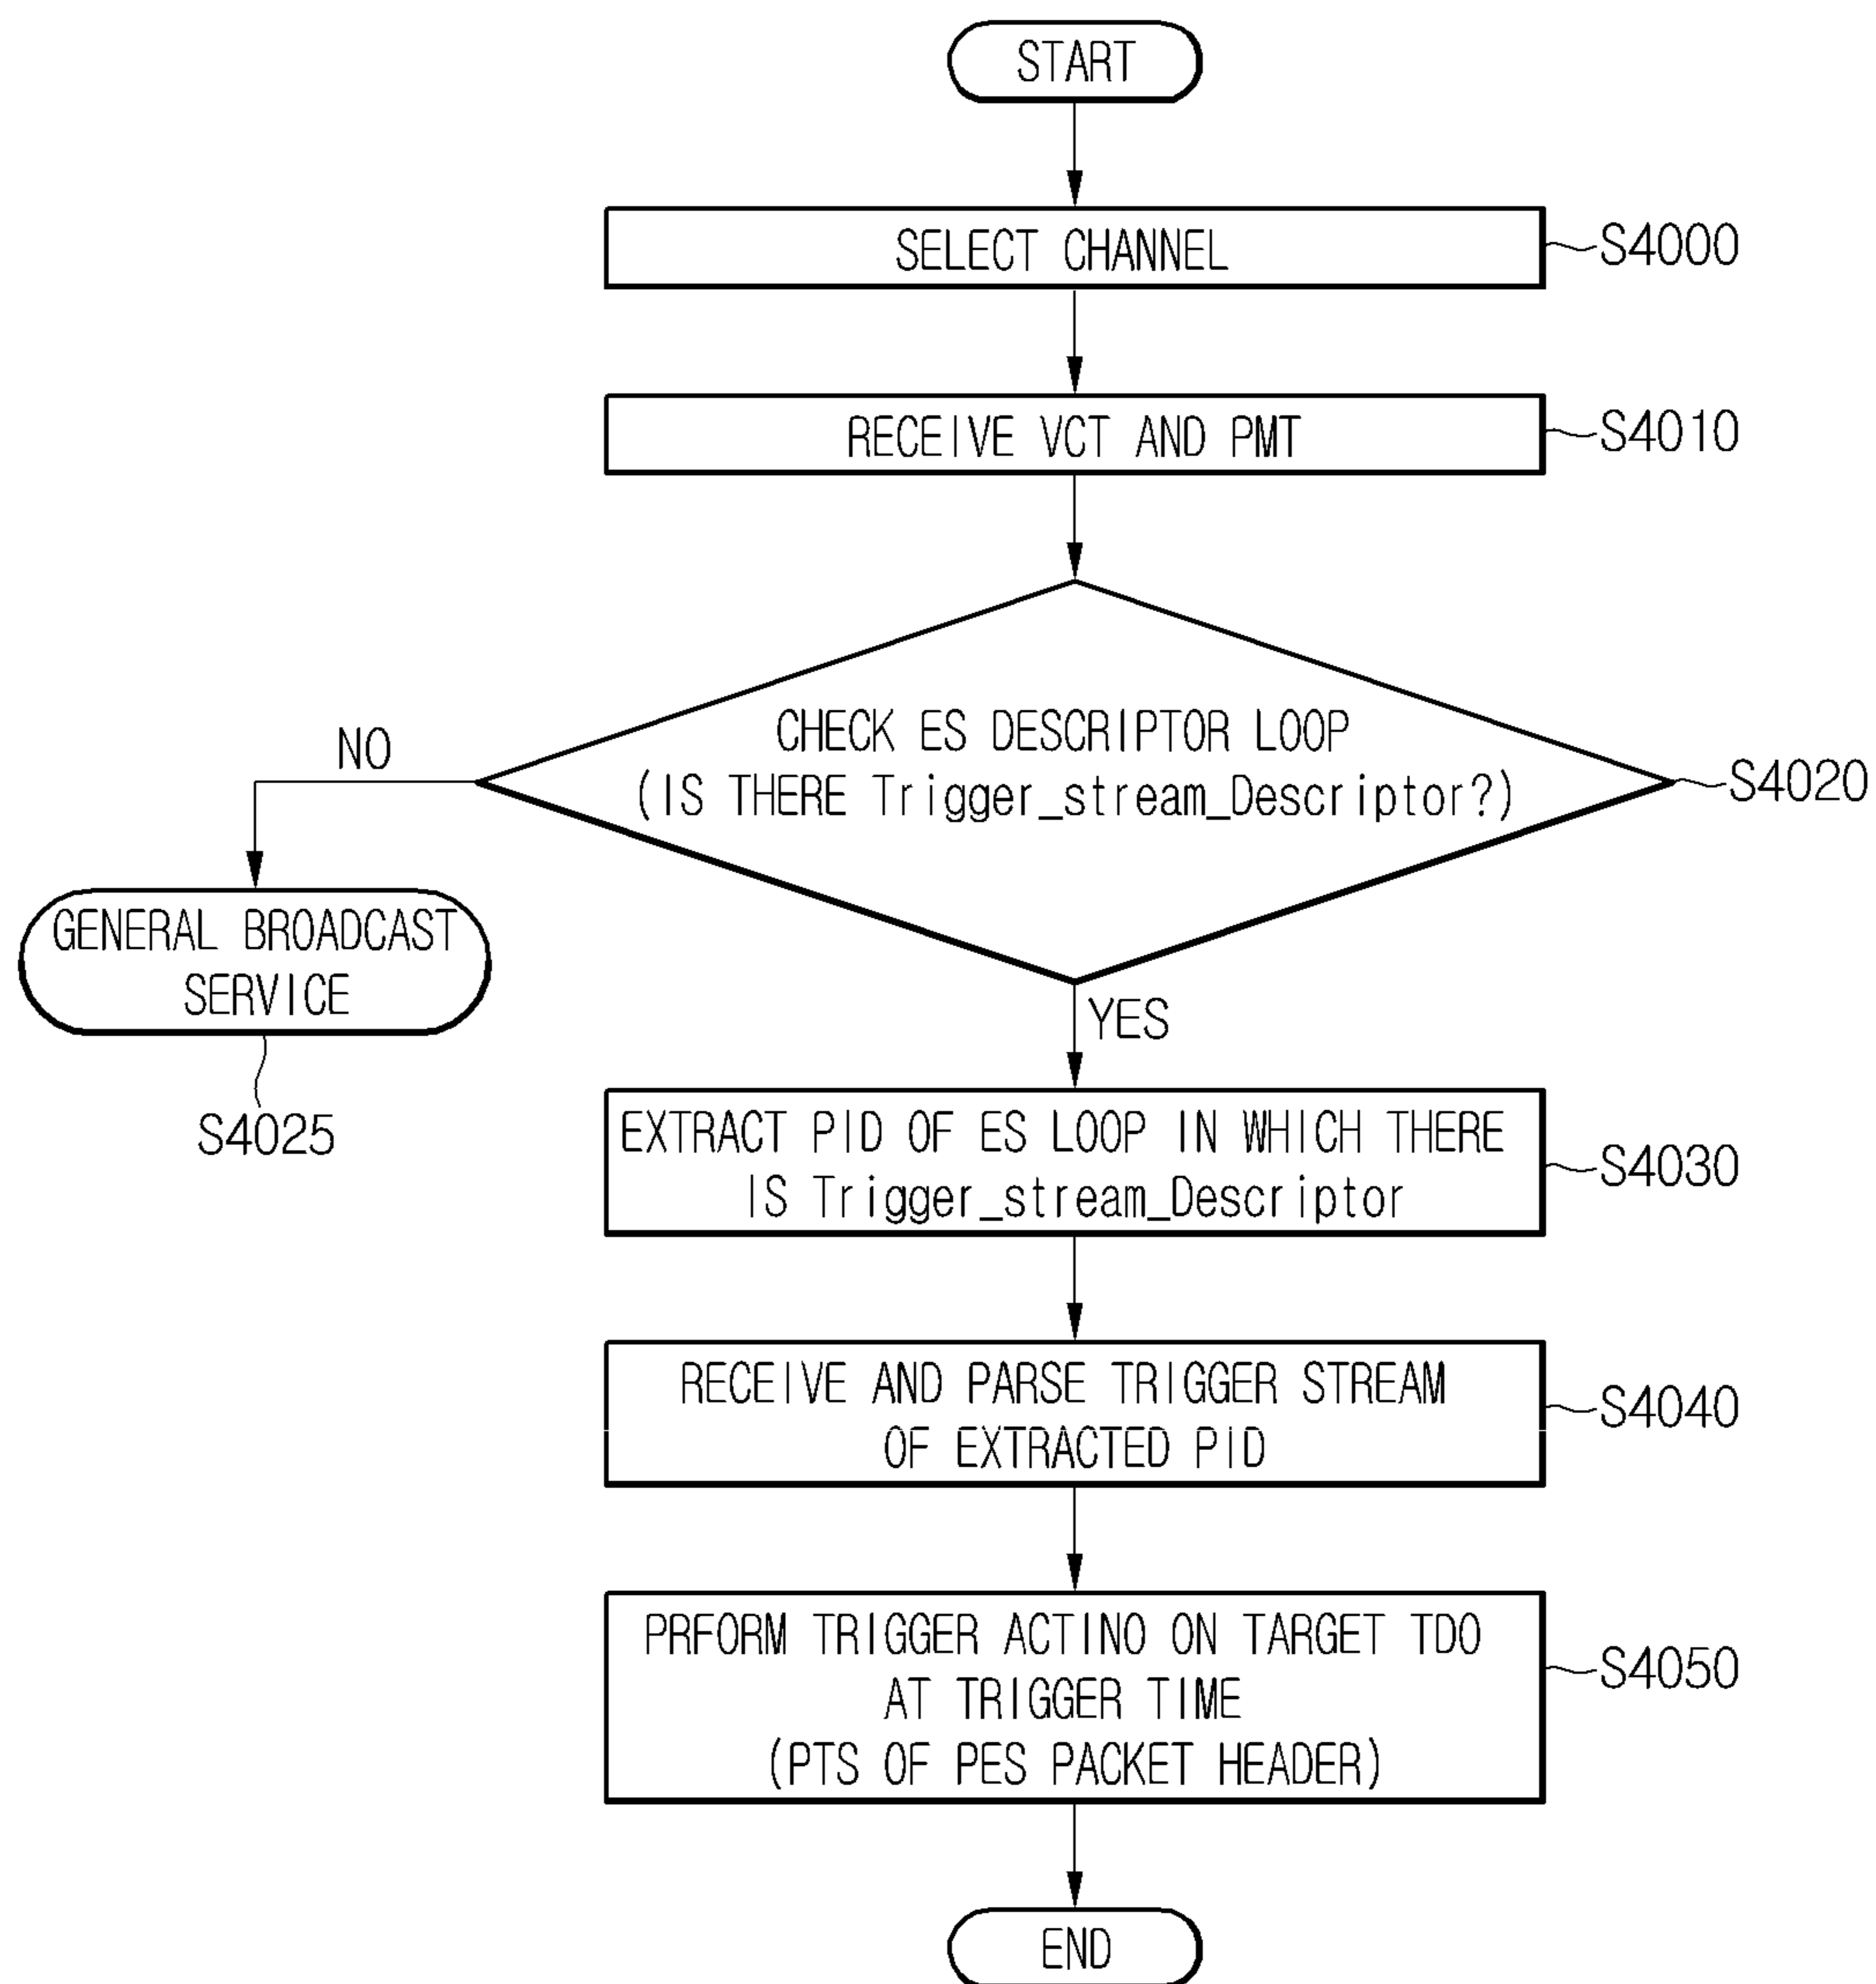 START
SELECT CHANNEL
S4000
RECEIVE VCT AND PMT
S4010
CHECK ES DESCRIPTOR LOOP
(IS THERE Trigger_stream_Descriptor?)
S4020
NO
GENERAL BROADCAST
SERVICE
S4025
YES
EXTRACT PID OF ES LOOP IN WHICH THERE
IS Trigger_stream_Descriptor
S4030
RECEIVE AND PARSE TRIGGER STREAM
OF EXTRACTED PID
S4040
PRFORM TRIGGER ACTINO ON TARGET TDO
AT TRIGGER TIME
(PTS OF PES PACKET HEADER)
S4050
END